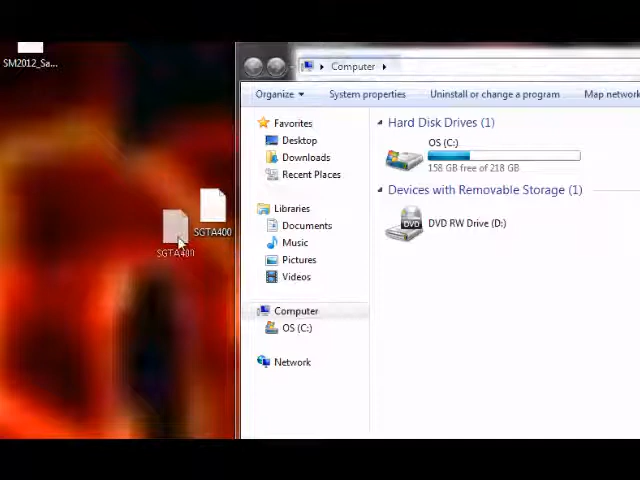 SM2012_Sa...
SGTA400
SGTA400
Computer
Organize
System properties
Uninstall or change a program
Map network
Favorites
Desktop
Downloads
Recent Places
Libraries
Documents
Music
Pictures
Videos
Computer
OS (C:)
Network
Hard Disk Drives (1)
OS (C:)
158 GB free of 218 GB
Devices with Removable Storage (1)
DVD
DVD RW Drive (D:)